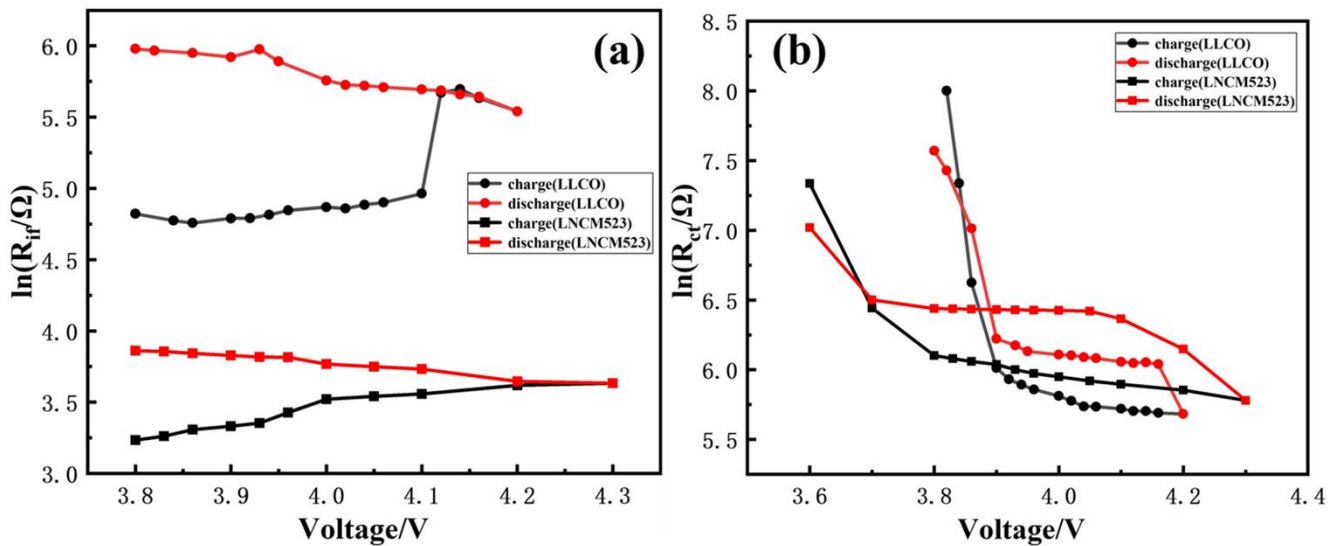 (a)
ln(R_if/Ω)
6.0
5.5
5.0
4.5
4.0
3.5
3.0
charge(LLCO)
discharge(LLCO)
charge(LNCM523)
discharge(LNCM523)
3.8 3.9 4.0 4.1 4.2 4.3
Voltage/V
(b)
ln(R_ct/Ω)
8.5
8.0
7.5
7.0
6.5
6.0
5.5
charge(LLCO)
discharge(LLCO)
charge(LNCM523)
discharge(LNCM523)
3.6 3.8 4.0 4.2 4.4
Voltage/V